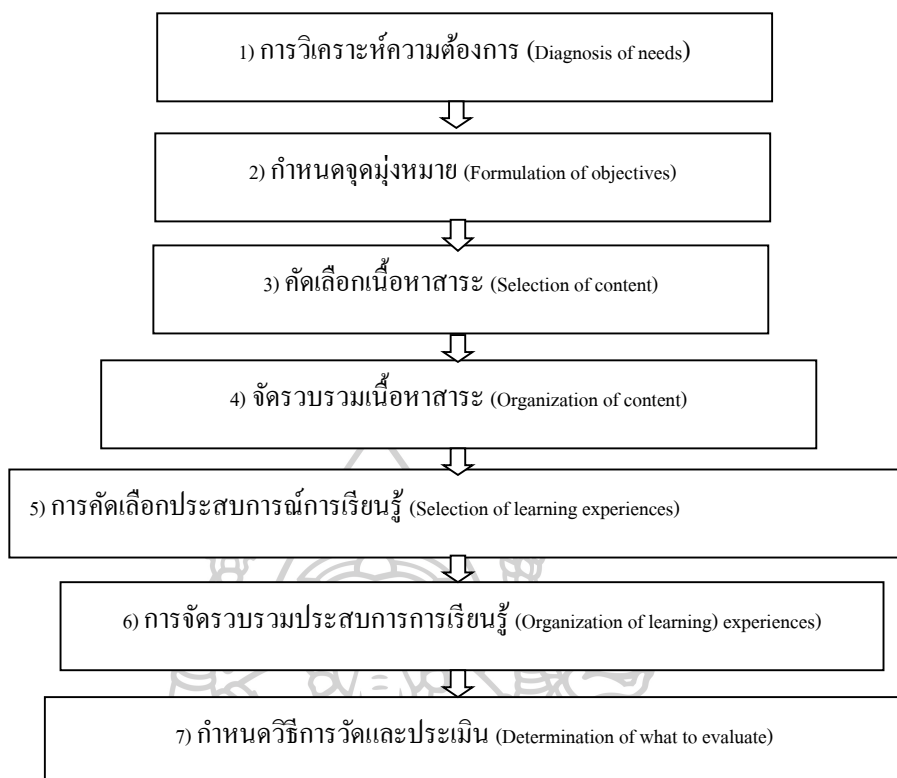 1) การวิเคราะห์ความต้องการ (Diagnosis of needs)
2) กำหนดจุดมุ่งหมาย (Formulation of objectives)
3) คัดเลือกเนื้อหาสาระ (Selection of content)
4) จัดรวบรวมเนื้อหาสาระ (Organization of content)
5) การคัดเลือกประสบการณ์การเรียนรู้ (Selection of learning experiences)
6) การจัดรวบรวมประสบการการเรียนรู้ (Organization of learning) experiences)
7) กำหนดวิธีการวัดและประเมิน (Determination of what to evaluate)